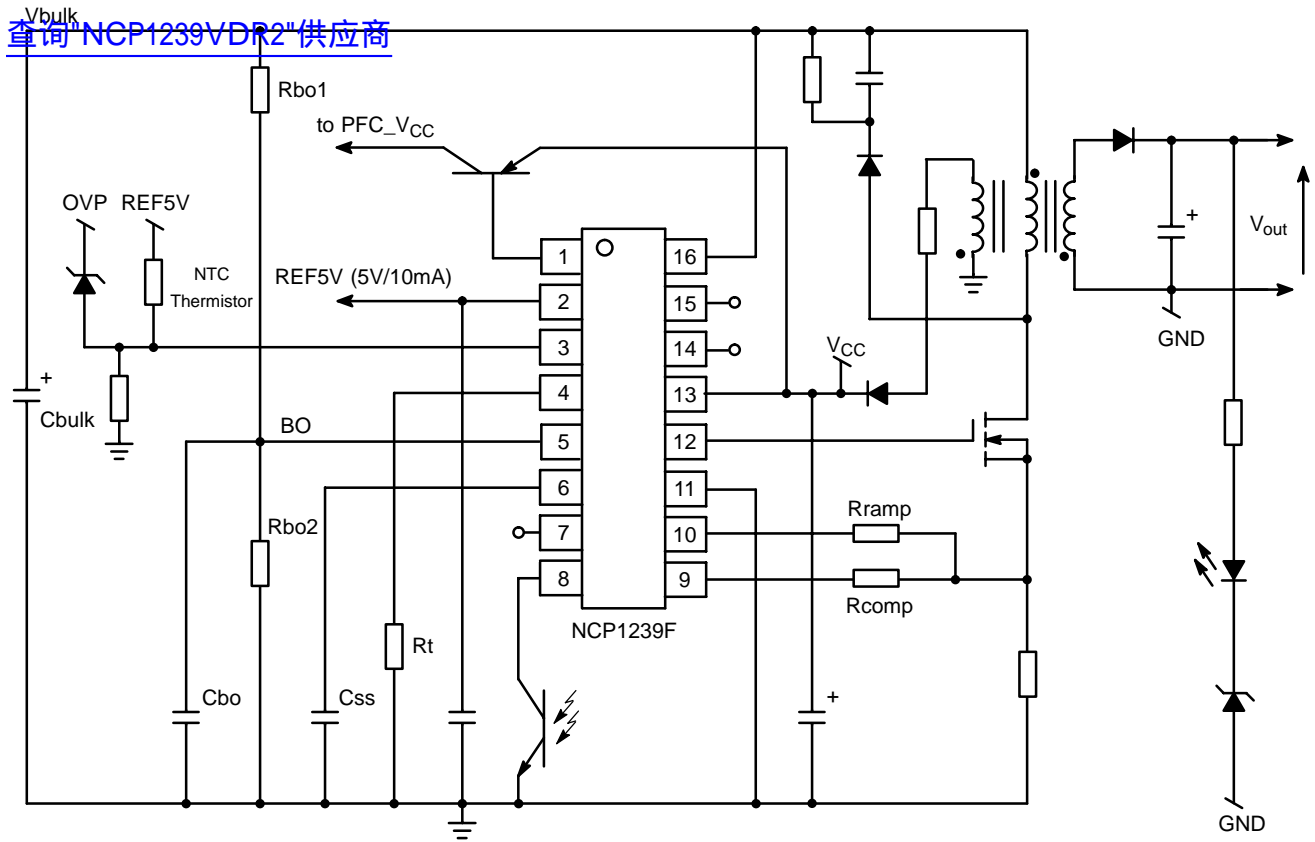 Vbulk
查询"NCP1239VDR2"供应商
Rbo1
to PFC_VCC
OVP REF5V
NTC
Thermistor
REF5V (5V/10mA)
1
16
2
15
3
14
4
13
5
12
6
11
7
10
8
9
VCC
+
Vout
GND
+
Cbulk
BO
Rbo2
Rramp
Rcomp
NCP1239F
Rt
Cbo
Css
+
GND